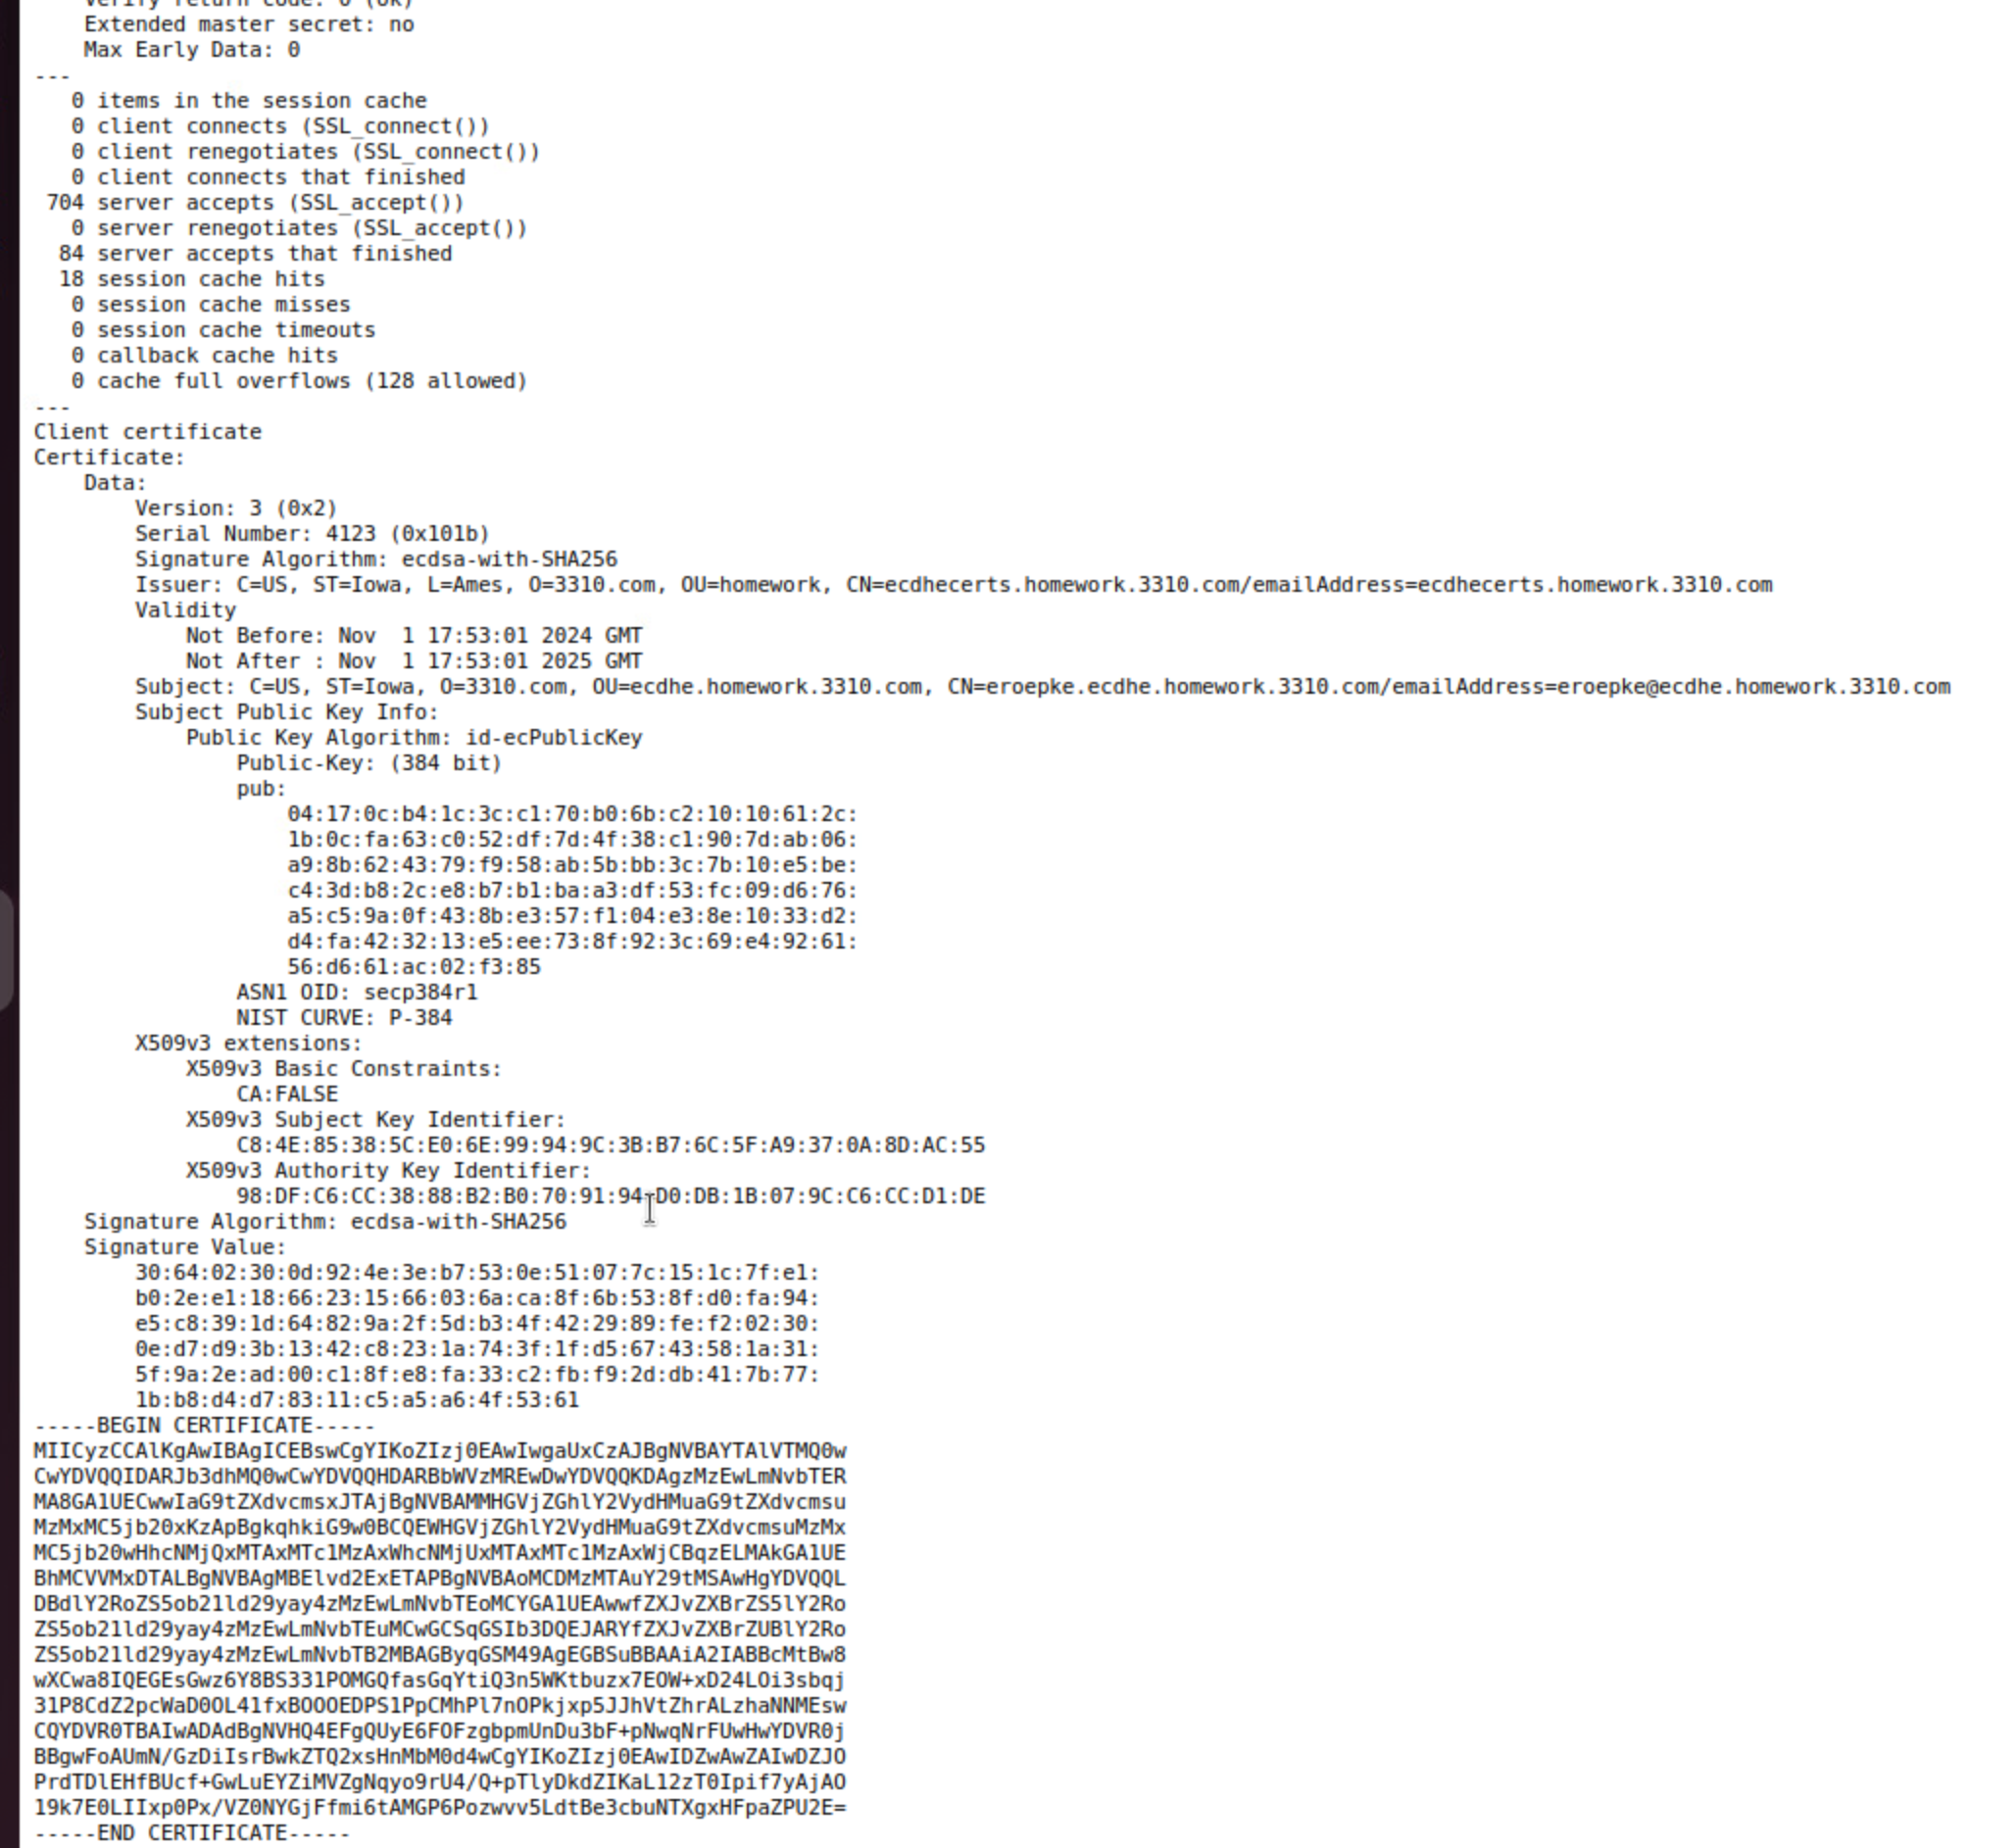 Verify return code: 0 (ok)
    Extended master secret: no
    Max Early Data: 0
---
   0 items in the session cache
   0 client connects (SSL_connect())
   0 client renegotiates (SSL_connect())
   0 client connects that finished
 704 server accepts (SSL_accept())
   0 server renegotiates (SSL_accept())
  84 server accepts that finished
  18 session cache hits
   0 session cache misses
   0 session cache timeouts
   0 callback cache hits
   0 cache full overflows (128 allowed)
---
Client certificate
Certificate:
    Data:
        Version: 3 (0x2)
        Serial Number: 4123 (0x101b)
        Signature Algorithm: ecdsa-with-SHA256
        Issuer: C=US, ST=Iowa, L=Ames, O=3310.com, OU=homework, CN=ecdhecerts.homework.3310.com/emailAddress=ecdhecerts.homework.3310.com
        Validity
            Not Before: Nov  1 17:53:01 2024 GMT
            Not After : Nov  1 17:53:01 2025 GMT
        Subject: C=US, ST=Iowa, O=3310.com, OU=ecdhe.homework.3310.com, CN=eroepke.ecdhe.homework.3310.com/emailAddress=eroepke@ecdhe.homework.3310.com
        Subject Public Key Info:
            Public Key Algorithm: id-ecPublicKey
                Public-Key: (384 bit)
                pub:
                    04:17:0c:b4:1c:3c:c1:70:b0:6b:c2:10:10:61:2c:
                    1b:0c:fa:63:c0:52:df:7d:4f:38:c1:90:7d:ab:06:
                    a9:8b:62:43:79:f9:58:ab:5b:bb:3c:7b:10:e5:be:
                    c4:3d:b8:2c:e8:b7:b1:ba:a3:df:53:fc:09:d6:76:
                    a5:c5:9a:0f:43:8b:e3:57:f1:04:e3:8e:10:33:d2:
                    d4:fa:42:32:13:e5:ee:73:8f:92:3c:69:e4:92:61:
                    56:d6:61:ac:02:f3:85
                ASN1 OID: secp384r1
                NIST CURVE: P-384
        X509v3 extensions:
            X509v3 Basic Constraints:
                CA:FALSE
            X509v3 Subject Key Identifier:
                C8:4E:85:38:5C:E0:6E:99:94:9C:3B:B7:6C:5F:A9:37:0A:8D:AC:55
            X509v3 Authority Key Identifier:
                98:DF:C6:CC:38:88:B2:B0:70:91:94:D0:DB:1B:07:9C:C6:CC:D1:DE
    Signature Algorithm: ecdsa-with-SHA256
    Signature Value:
        30:64:02:30:0d:92:4e:3e:b7:53:0e:51:07:7c:15:1c:7f:e1:
        b0:2e:e1:18:66:23:15:66:03:6a:ca:8f:6b:53:8f:d0:fa:94:
        e5:c8:39:1d:64:82:9a:2f:5d:b3:4f:42:29:89:fe:f2:02:30:
        0e:d7:d9:3b:13:42:c8:23:1a:74:3f:1f:d5:67:43:58:1a:31:
        5f:9a:2e:ad:00:c1:8f:e8:fa:33:c2:fb:f9:2d:db:41:7b:77:
        1b:b8:d4:d7:83:11:c5:a5:a6:4f:53:61
-----BEGIN CERTIFICATE-----
MIICyzCCAlKgAwIBAgICEBswCgYIKoZIzj0EAwIwgaUxCzAJBgNVBAYTAlVTMQ0w
CwYDVQQIDARJb3dhMQ0wCwYDVQQHDARBbWVzMREwDwYDVQQKDAgzMzEwLmNvbTER
MA8GA1UECwwIaG9tZXdvcmsxJTAjBgNVBAMMHGVjZGhlY2VydHMuaG9tZXdvcmsu
MzMxMC5jb20xKzApBgkqhkiG9w0BCQEWHGVjZGhlY2VydHMuaG9tZXdvcmsuMzMx
MC5jb20wHhcNMjQxMTAxMTc1MzAxWhcNMjUxMTAxMTc1MzAxWjCBqzELMAkGA1UE
BhMCVVMxDTALBgNVBAgMBElvd2ExETAPBgNVBAoMCDMzMTAuY29tMSAwHgYDVQQL
DBdlY2RoZS5ob21ld29yay4zMzEwLmNvbTEoMCYGA1UEAwwfZXJvZXBrZS5lY2Ro
ZS5ob21ld29yay4zMzEwLmNvbTEuMCwGCSqGSIb3DQEJARYfZXJvZXBrZUBlY2Ro
ZS5ob21ld29yay4zMzEwLmNvbTB2MBAGByqGSM49AgEGBSuBBAAiA2IABBcMtBw8
wXCwa8IQEGEsGwz6Y8BS331POMGQfasGqYtiQ3n5WKtbuzx7EOW+xD24LOi3sbqj
31P8CdZ2pcWaD0OL41fxBOOOEDPS1PpCMhPl7nOPkjxp5JJhVtZhrALzhaNNMEsw
CQYDVR0TBAIwADAdBgNVHQ4EFgQUyE6FOFzgbpmUnDu3bF+pNwqNrFUwHwYDVR0j
BBgwFoAUmN/GzDiIsrBwkZTQ2xsHnMbM0d4wCgYIKoZIzj0EAwIDZwAwZAIwDZJO
PrdTDlEHfBUcf+GwLuEYZiMVZgNqyo9rU4/Q+pTlyDkdZIKaL12zT0Ipif7yAjAO
19k7E0LIIxp0Px/VZ0NYGjFfmi6tAMGP6Pozwvv5LdtBe3cbuNTXgxHFpaZPU2E=
-----END CERTIFICATE-----